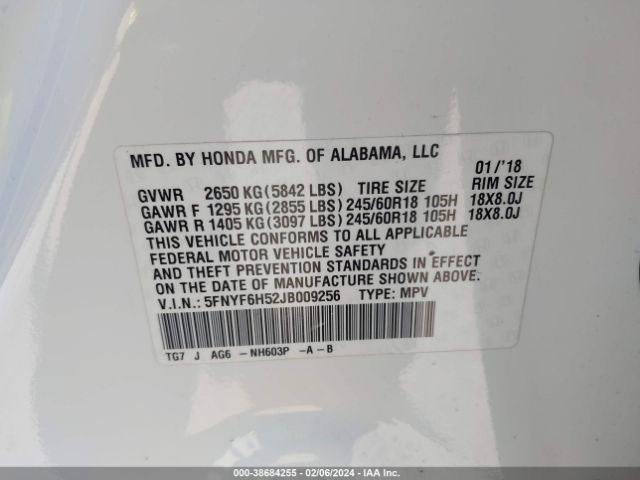 MFD. BY HONDA MFG. OF ALABAMA, LLC 01/'18
GVWR 2650 KG(5842 LBS) TIRE SIZE RIM SIZE
GAWR F 1295 KG(2855 LBS)245/60R18 105H 18X8.0J
GAWR R 1405 KG(3097 LBS)245/60R18 105H 18X8.0J
THIS VEHICLE CONFORMS TO ALL APPLICABLE
FEDERAL MOTOR VEHICLE SAFETY
AND THEFT PREVENTION STANDARDS IN EFFECT
ON THE DATE OF MANUFACTURE SHOWN ABOVE.
V.I.N.: 5FNYF6H52JB009256 TYPE: MPV
TG7 J AG6 -NH603P -A-B
000-38684255 - 02/06/2024 - IAAI.COM